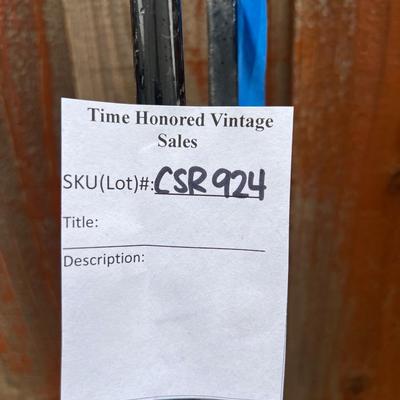 Time Honored Vintage
Sales
SKU(Lot)#: CSR924
Title:
Description: